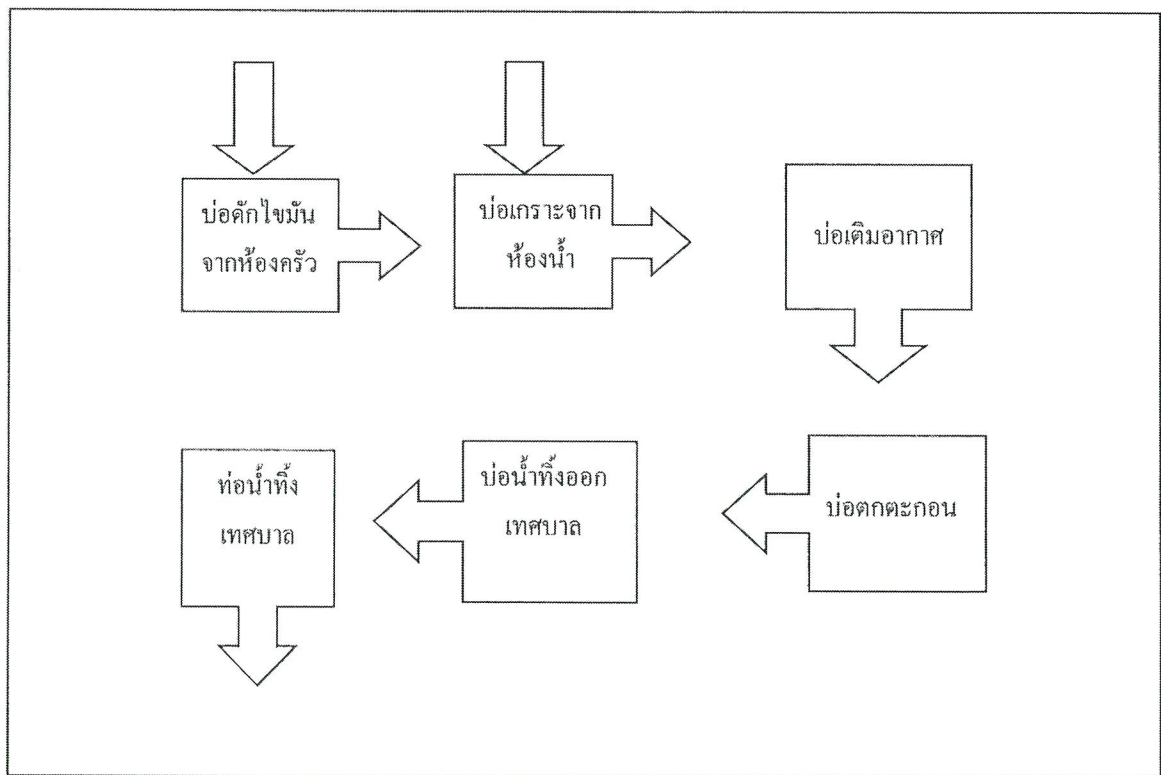 บ่อดักไขมัน
จากห้องครัว
บ่อเกราะจาก
ห้องน้ำ
บ่อเติมอากาศ
ท่อน้ำทิ้ง
เทศบาล
บ่อน้ำทิ้งออก
เทศบาล
บ่อตกตะกอน